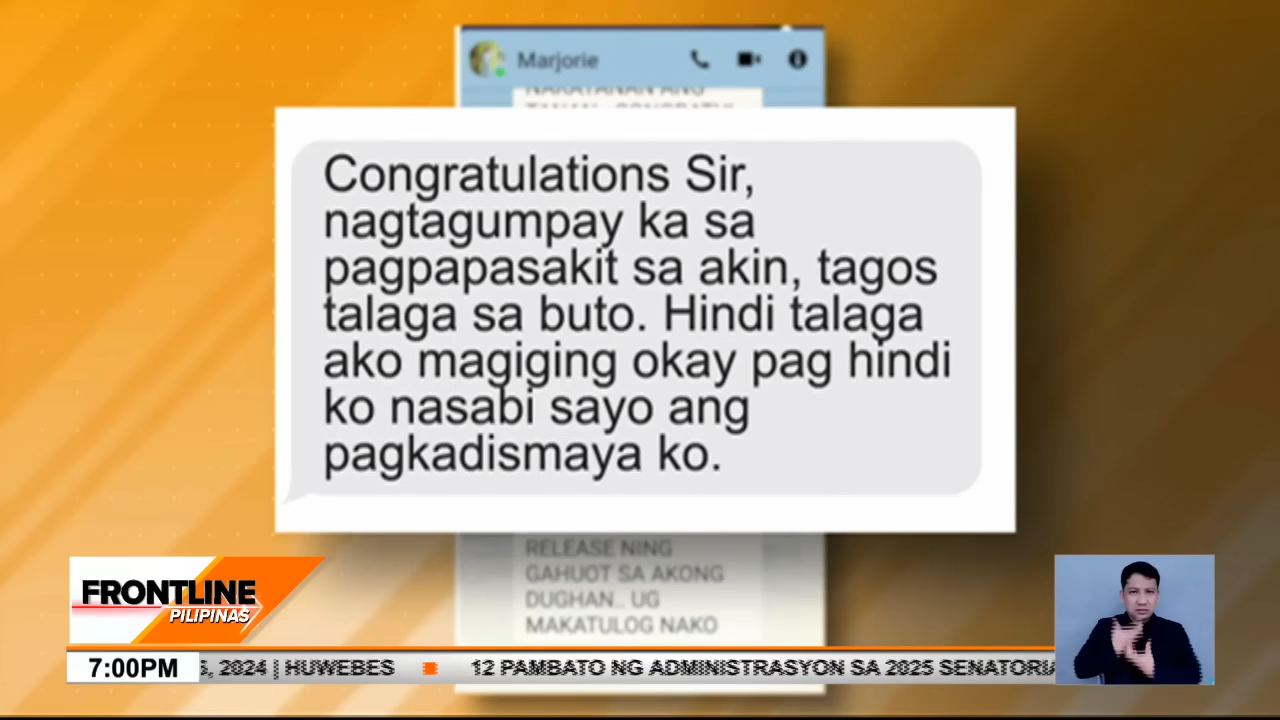 Marjorie
Congratulations Sir,
nagtagumpay ka sa
pagpapasakit sa akin, tagos
talaga sa buto. Hindi talaga
ako magiging okay pag hindi
ko nasabi sayo ang
pagkadismaya ko.
RELEASE NING
GAHUOT SA AKONG
DUGHAN.. UG
MAKATULOG NAKO
FRONTLINE
PILIPINAS
7:00PM
, 2024 | HUWEBES 12 PAMBATO NG ADMINISTRASYON SA 2025